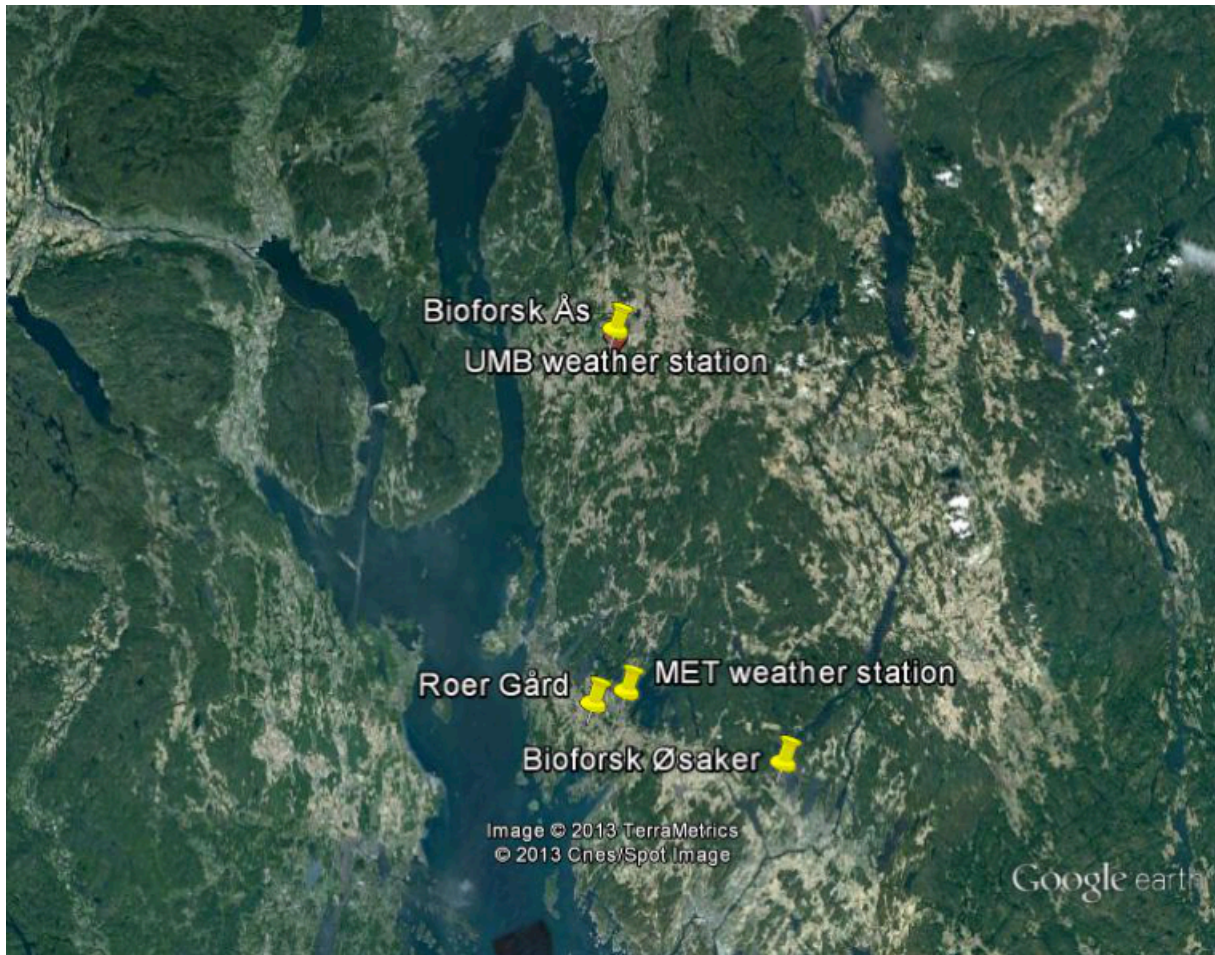 Bioforsk Ås
UMB weather station
MET weather station
Roer Gård
Bioforsk Øsaker
Image © 2013 TerraMetrics
© 2013 Cnes/Spot Image
Google earth